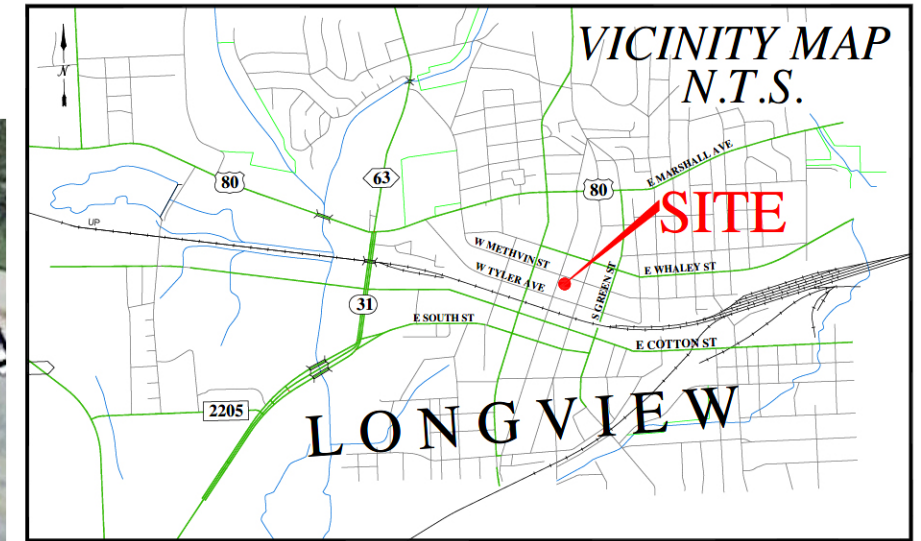 VICINITY MAP
N.T.S.
N
80
63
80
E MARSHALL AVE
SITE
UP
W METHVIN ST
W TYLER AVE
E WHALEY ST
S GREEN ST
31
E SOUTH ST
E COTTON ST
2205
LONGVIEW